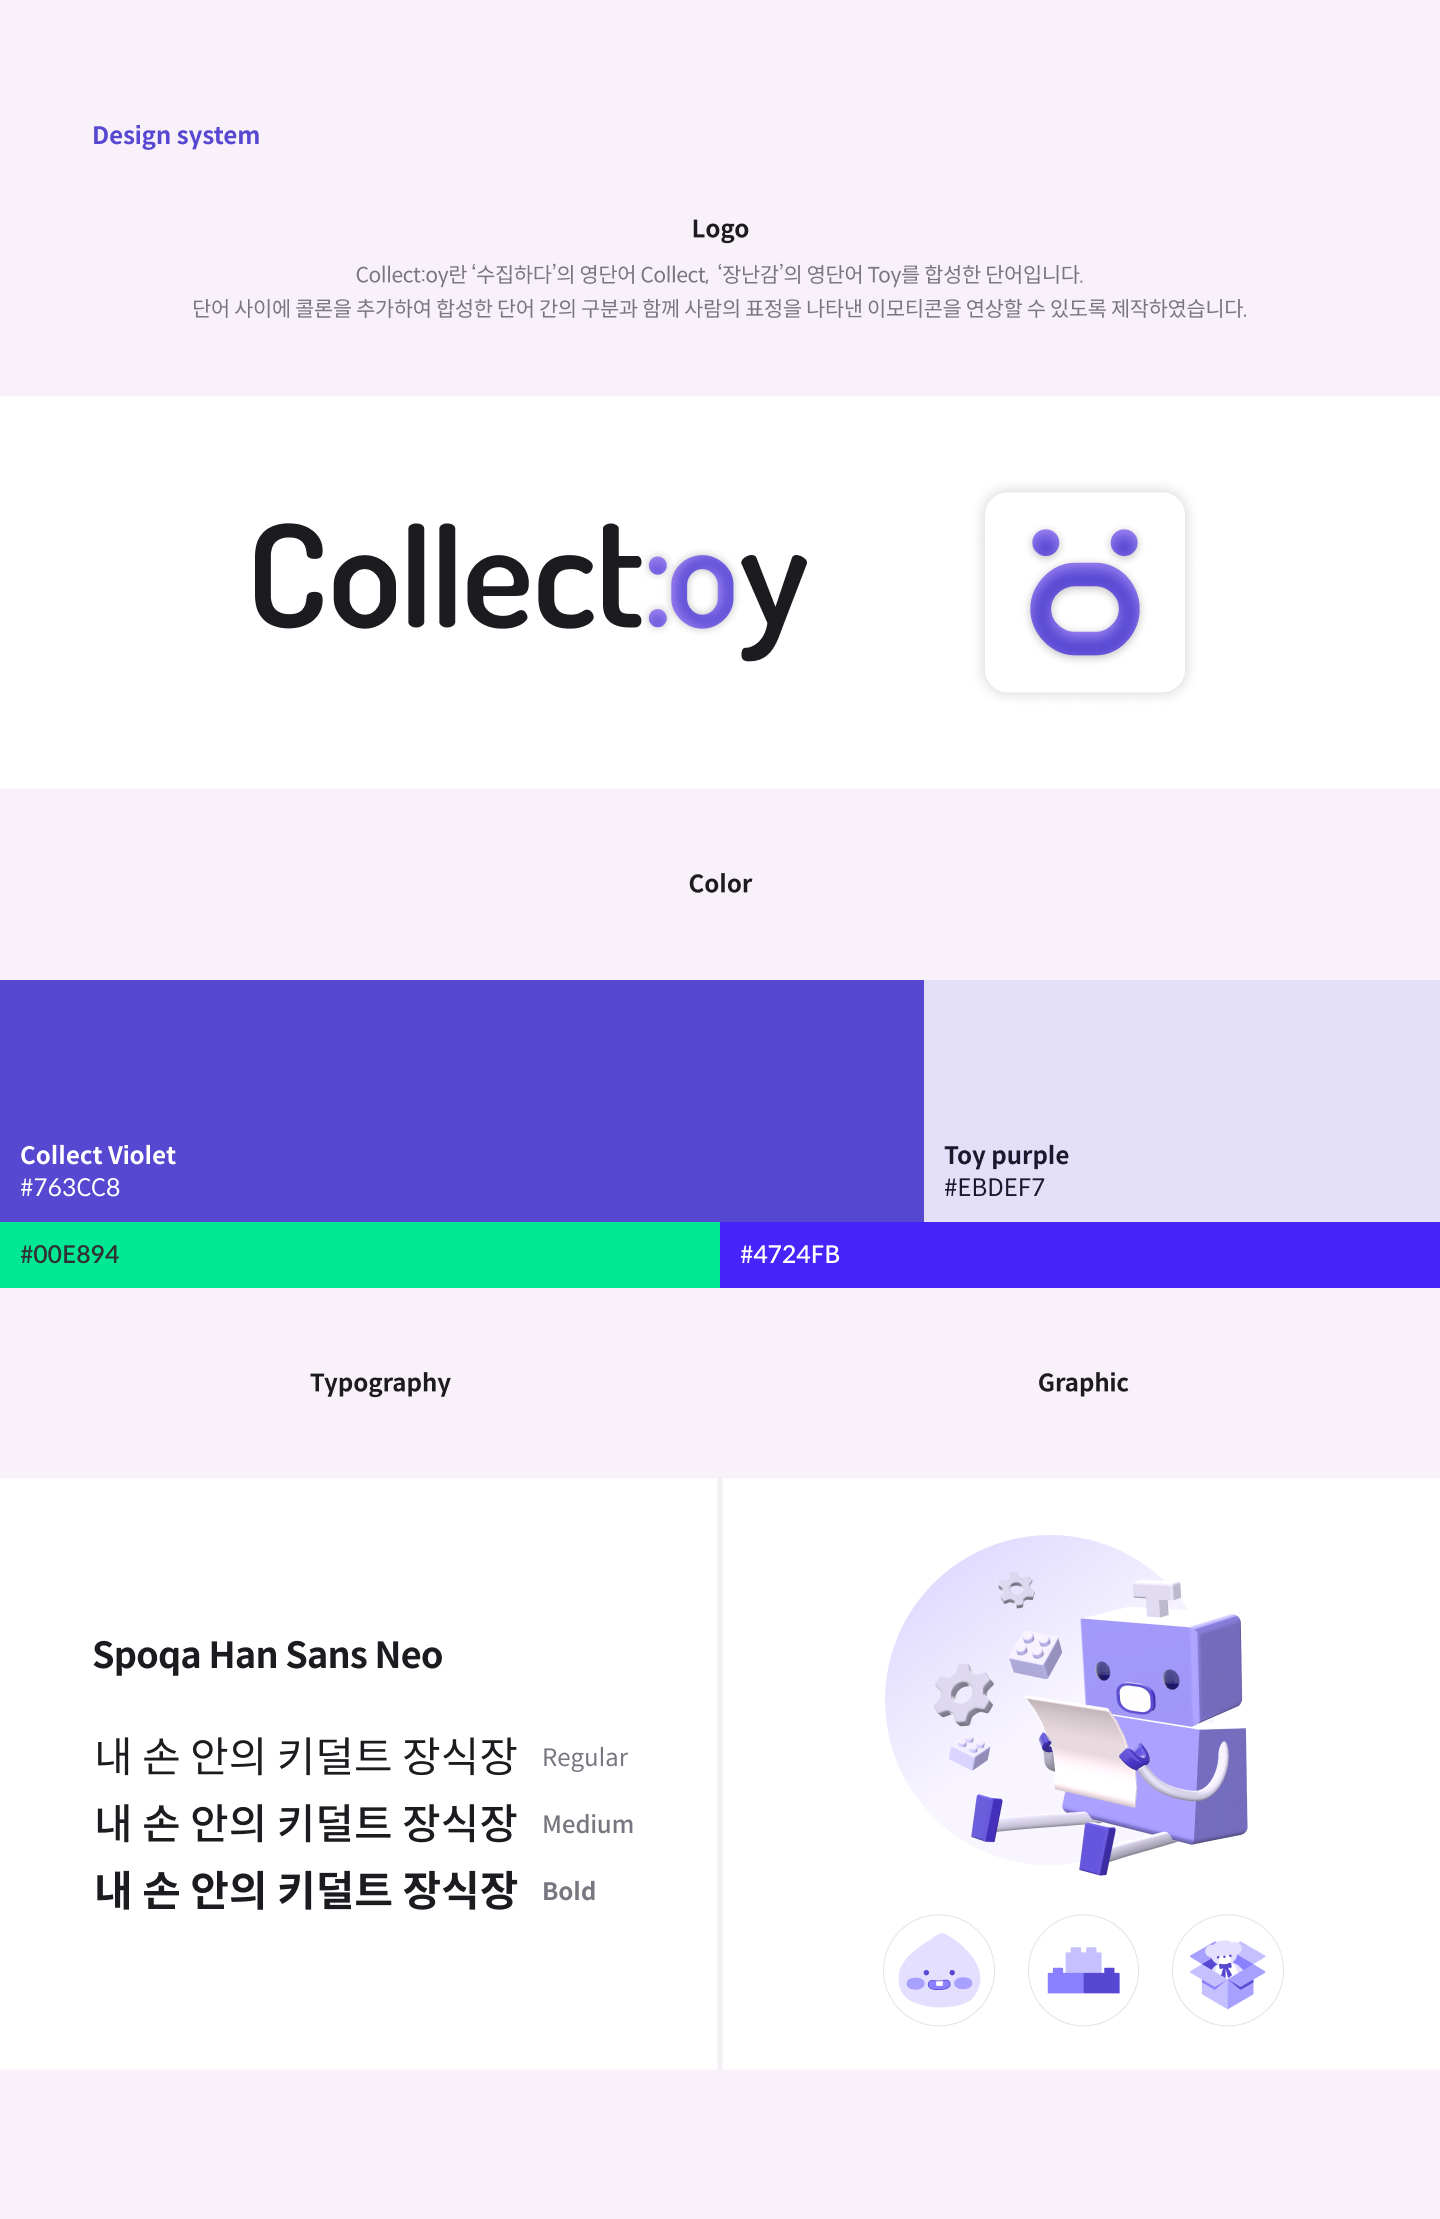 Design system
Logo
Collect:oy란 ‘수집하다’의 영단어 Collect, ‘장난감’의 영단어 Toy를 합성한 단어입니다.
단어 사이에 콜론을 추가하여 합성한 단어 간의 구분과 함께 사람의 표정을 나타낸 이모티콘을 연상할 수 있도록 제작하였습니다.
Collect:oy
Color
Collect Violet
#763CC8
Toy purple
#EBDEF7
#00E894
#4724FB
Typography
Graphic
Spoqa Han Sans Neo
내 손 안의 키덜트 장식장 Regular
내 손 안의 키덜트 장식장 Medium
내 손 안의 키덜트 장식장 Bold